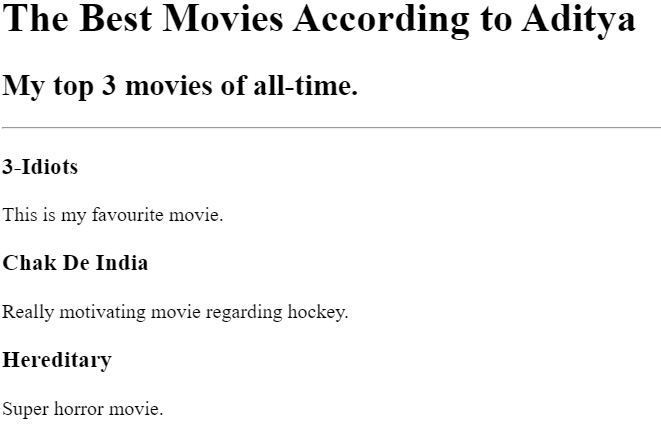 The Best Movies According to Aditya
My top 3 movies of all-time.
3-Idiots
This is my favourite movie.
Chak De India
Really motivating movie regarding hockey.
Hereditary
Super horror movie.